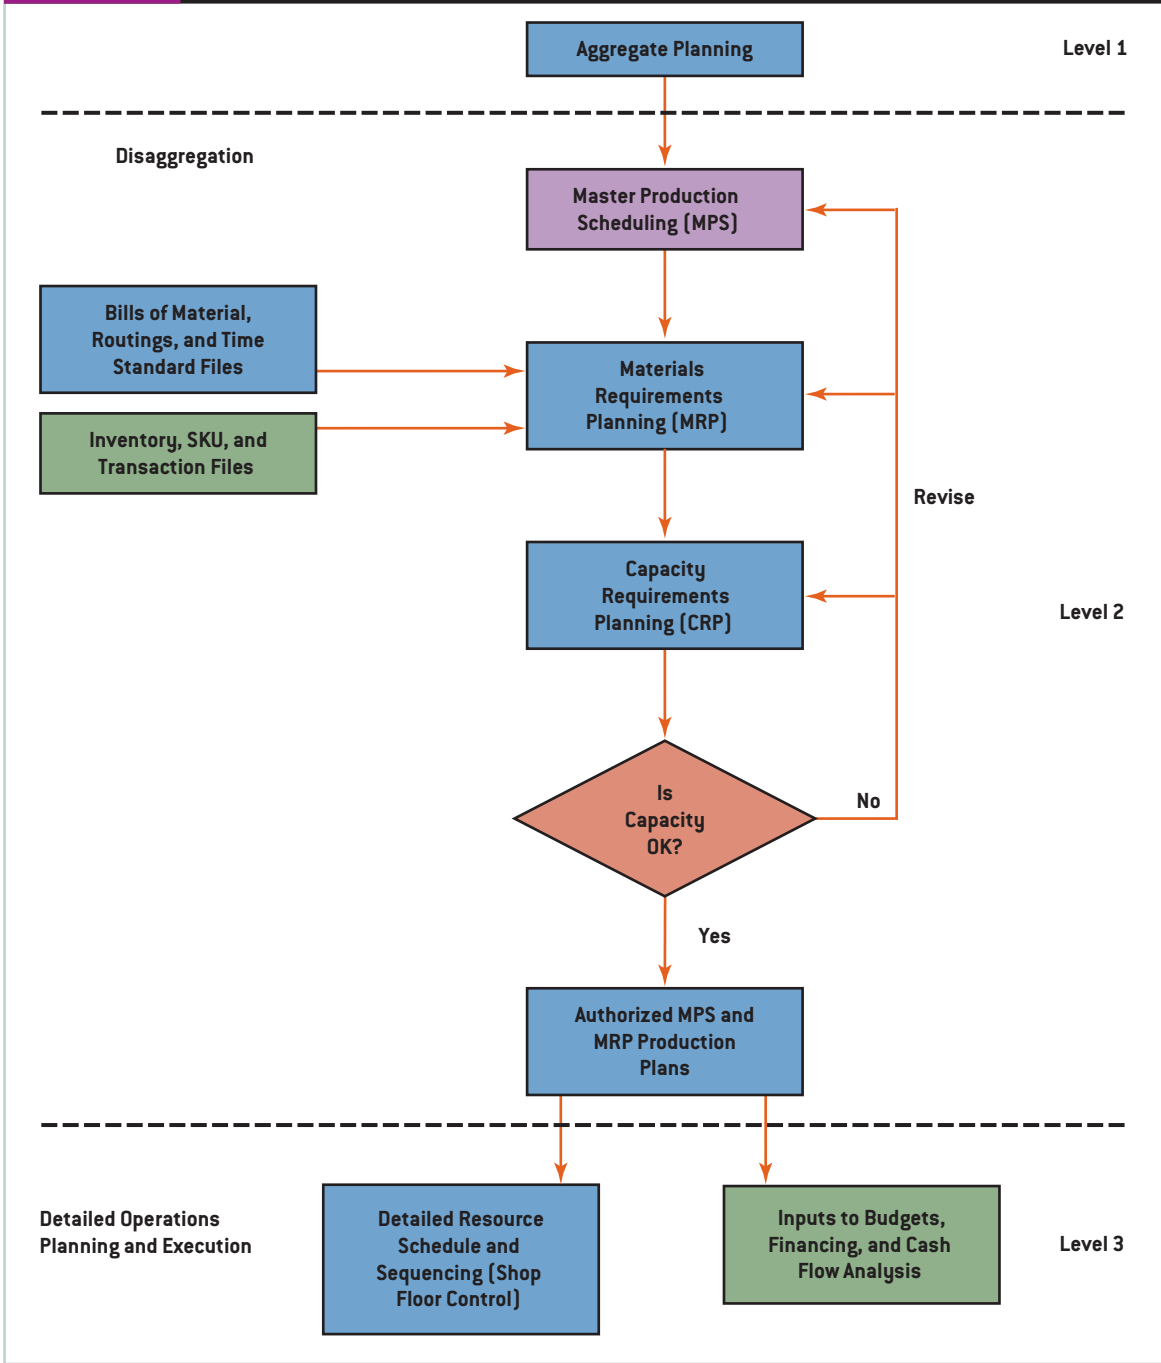 Aggregate Planning
Level 1
Disaggregation
Master Production
Scheduling (MPS)
Bills of Material,
Routings, and Time
Standard Files
Materials
Requirements
Planning (MRP)
Inventory, SKU, and
Transaction Files
Revise
Capacity
Requirements
Planning (CRP)
Level 2
Is
Capacity
OK?
No
Yes
Authorized MPS and
MRP Production
Plans
Detailed Operations
Planning and Execution
Detailed Resource
Schedule and
Sequencing (Shop
Floor Control)
Inputs to Budgets,
Financing, and Cash
Flow Analysis
Level 3